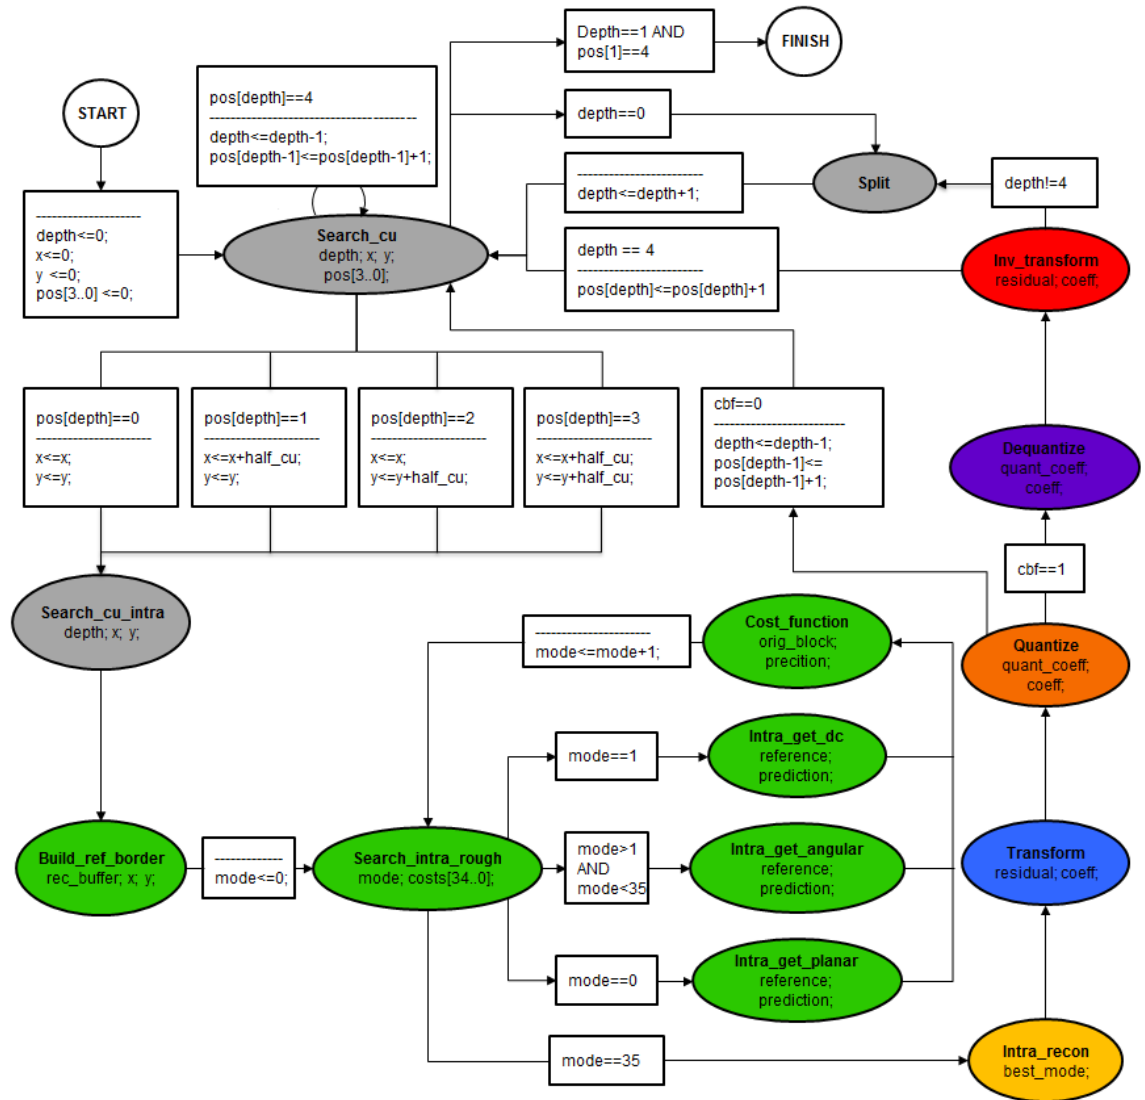 START
--------------------
depth<=0;
x<=0;
y <=0;
pos[3..0] <=0;
pos[depth]==4
----------------------------------------
depth<=depth-1;
pos[depth-1]<=pos[depth-1]+1;
Depth==1 AND
pos[1]==4
FINISH
depth==0
------------------------
depth<=depth+1;
Split
depth!=4
Search_cu
depth; x; y;
pos[3..0];
depth == 4
------------------------
pos[depth]<=pos[depth]+1
Inv_transform
residual; coeff;
pos[depth]==0
----------------------
x<=x;
y<=y;
pos[depth]==1
----------------------
x<=x+half_cu;
y<=y;
pos[depth]==2
----------------------
x<=x;
y<=y+half_cu;
pos[depth]==3
----------------------
x<=x+half_cu;
y<=y+half_cu;
cbf==0
-------------------------
depth<=depth-1;
pos[depth-1]<=
pos[depth-1]+1;
Dequantize
quant_coeff;
coeff;
cbf==1
Search_cu_intra
depth; x; y;
----------------------
mode<=mode+1;
Cost_function
orig_block;
precition;
Quantize
quant_coeff;
coeff;
mode==1
Intra_get_dc
reference;
prediction;
Build_ref_border
rec_buffer; x; y;
-------------
mode<=0;
Search_intra_rough
mode; costs[34..0];
mode>1
AND
mode<35
Intra_get_angular
reference;
prediction;
Transform
residual; coeff;
mode==0
Intra_get_planar
reference;
prediction;
mode==35
Intra_recon
best_mode;